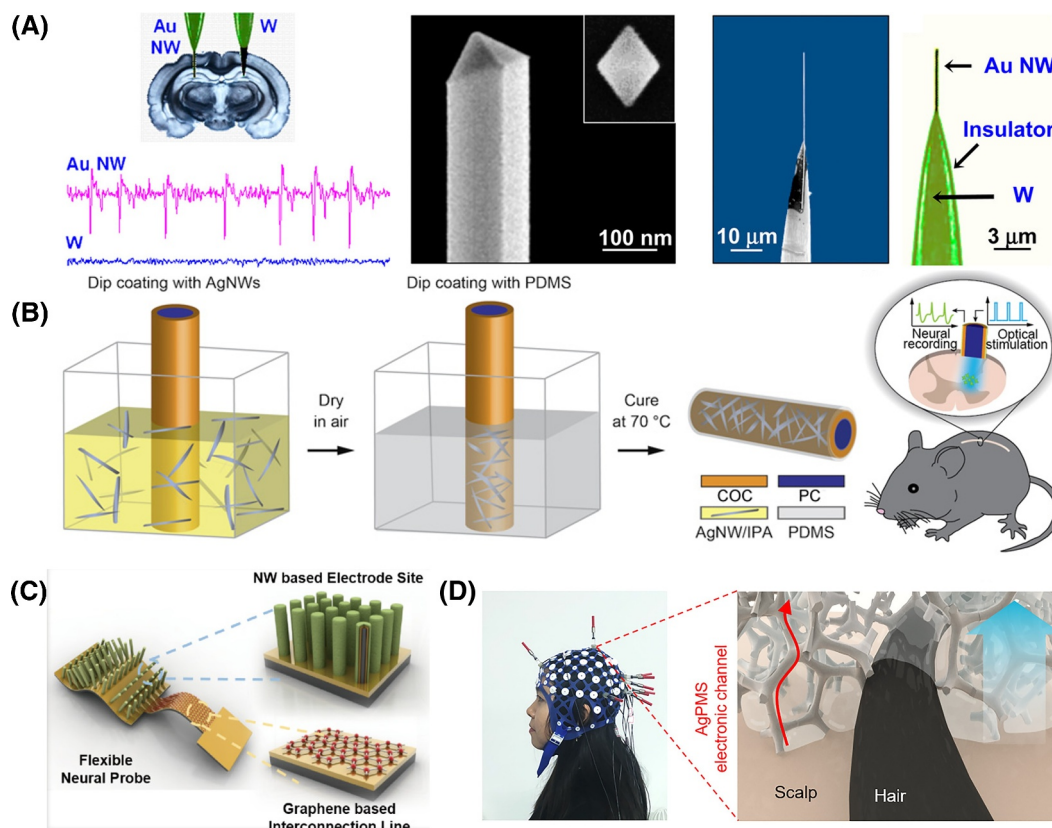 (A)
Au
NW
W
Au NW
W
100 nm
10 μm
Au NW
Insulator
W
3 μm
(B)
Dip coating with AgNWs
Dry
in air
Dip coating with PDMS
Cure
at 70 °C
COC
PC
AgNW/IPA
PDMS
Neural
recording
Optical
stimulation
(C)
NW based Electrode Site
Flexible
Neural Probe
Graphene based
Interconnection Line
(D)
AgPMS
electronic channel
Scalp
Hair